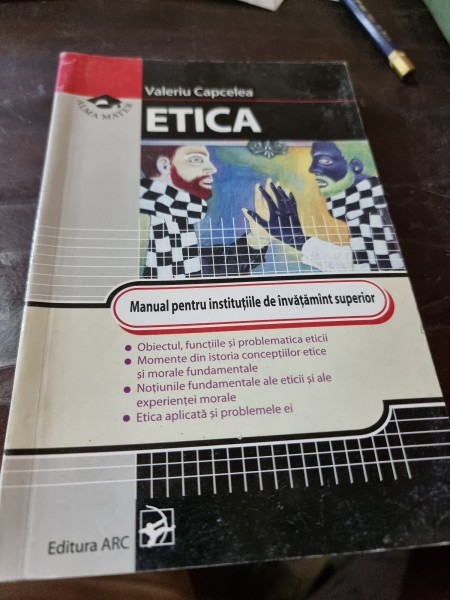 Valeriu Capcelea
ALMA MATER
ETICA
Manual pentru instituțiile de învățămînt superior
Obiectul, funcțiile și problematica eticii
Momente din istoria concepțiilor etice
și morale fundamentale
Noțiunile fundamentale ale eticii și ale
experienței morale
Etica aplicată și problemele ei
Editura ARC